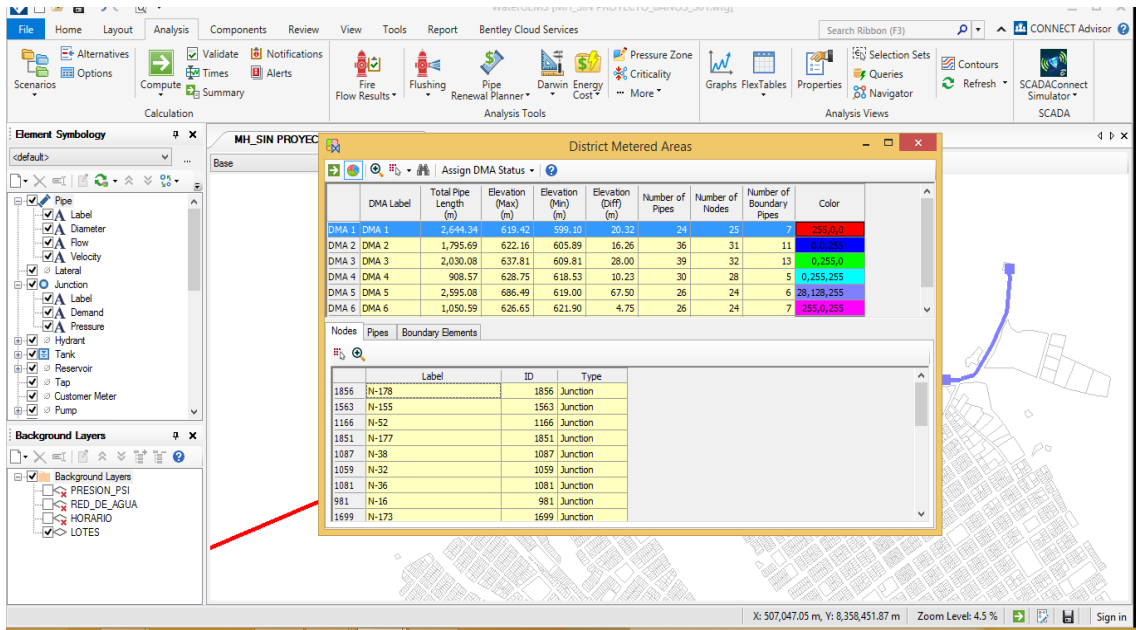 WaterGEMS [MH_SIN PROYECTO_6AÑOS_S01.wtg]
File Home Layout Analysis Components Review View Tools Report Bentley Cloud Services Search Ribbon (F3) CONNECT Advisor
Scenarios
Alternatives
Options
Compute
Validate
Times
Summary
Notifications
Alerts
Calculation
Fire Flow Results
Flushing
Pipe Renewal Planner
Darwin
Energy Cost
Pressure Zone
Criticality
More
Analysis Tools
Graphs
FlexTables
Properties
Selection Sets
Queries
Navigator
Analysis Views
Contours
Refresh
SCADAConnect Simulator
SCADA
Element Symbology
<default>
Pipe
Label
Diameter
Flow
Velocity
Lateral
Junction
Label
Demand
Pressure
Hydrant
Tank
Reservoir
Tap
Customer Meter
Pump
Background Layers
Background Layers
PRESION_PSI
RED_DE_AGUA
HORARIO
LOTES
MH_SIN PROYEC
Base
District Metered Areas
Assign DMA Status
DMA Label Total Pipe Length (m) Elevation (Max) (m) Elevation (Min) (m) Elevation (Diff) (m) Number of Pipes Number of Nodes Number of Boundary Pipes Color
DMA 1 DMA 1 2,644.34 619.42 599.10 20.32 24 25 7 255,0,0
DMA 2 DMA 2 1,795.69 622.16 605.89 16.26 36 31 11 0,0,255
DMA 3 DMA 3 2,030.08 637.81 609.81 28.00 39 32 13 0,255,0
DMA 4 DMA 4 908.57 628.75 618.53 10.23 30 28 5 0,255,255
DMA 5 DMA 5 2,595.08 686.49 619.00 67.50 26 24 6 28,128,255
DMA 6 DMA 6 1,050.59 626.65 621.90 4.75 26 24 7 255,0,255
Nodes Pipes Boundary Elements
Label ID Type
1856 N-178 1856 Junction
1563 N-155 1563 Junction
1166 N-52 1166 Junction
1851 N-177 1851 Junction
1087 N-38 1087 Junction
1059 N-32 1059 Junction
1081 N-36 1081 Junction
981 N-16 981 Junction
1699 N-173 1699 Junction
X: 507,047.05 m, Y: 8,358,451.87 m Zoom Level: 4.5 % Sign in